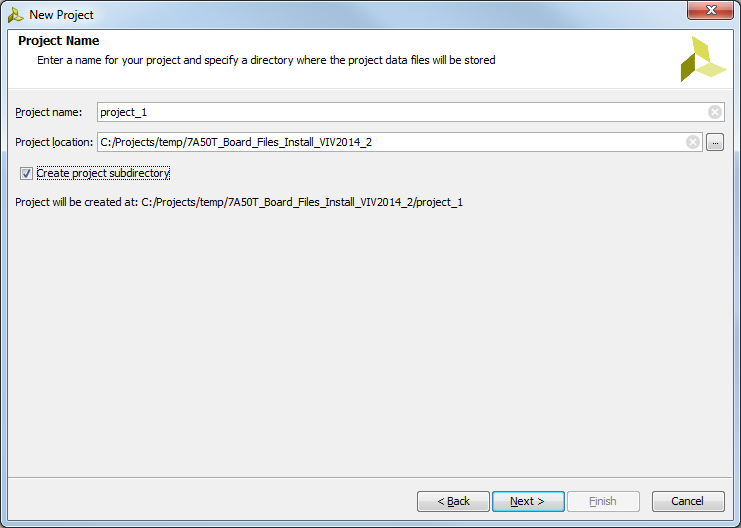 New Project
Project Name
Enter a name for your project and specify a directory where the project data files will be stored
Project name: project_1
Project location: C:/Projects/temp/7A50T_Board_Files_Install_VIV2014_2 ...
Create project subdirectory
Project will be created at: C:/Projects/temp/7A50T_Board_Files_Install_VIV2014_2/project_1
< Back Next > Finish Cancel